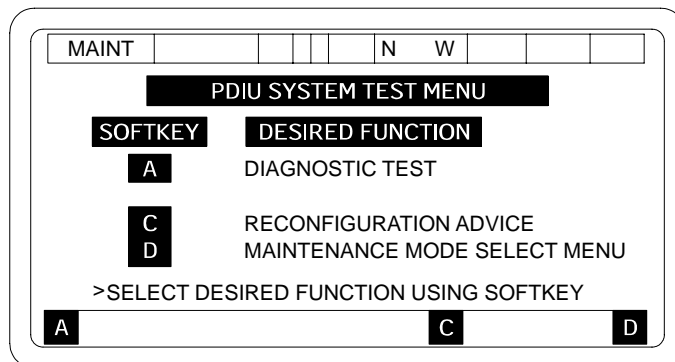 MAINT N W
PDIU SYSTEM TEST MENU
SOFTKEY DESIRED FUNCTION
A DIAGNOSTIC TEST
C RECONFIGURATION ADVICE
D MAINTENANCE MODE SELECT MENU
>SELECT DESIRED FUNCTION USING SOFTKEY
A C D